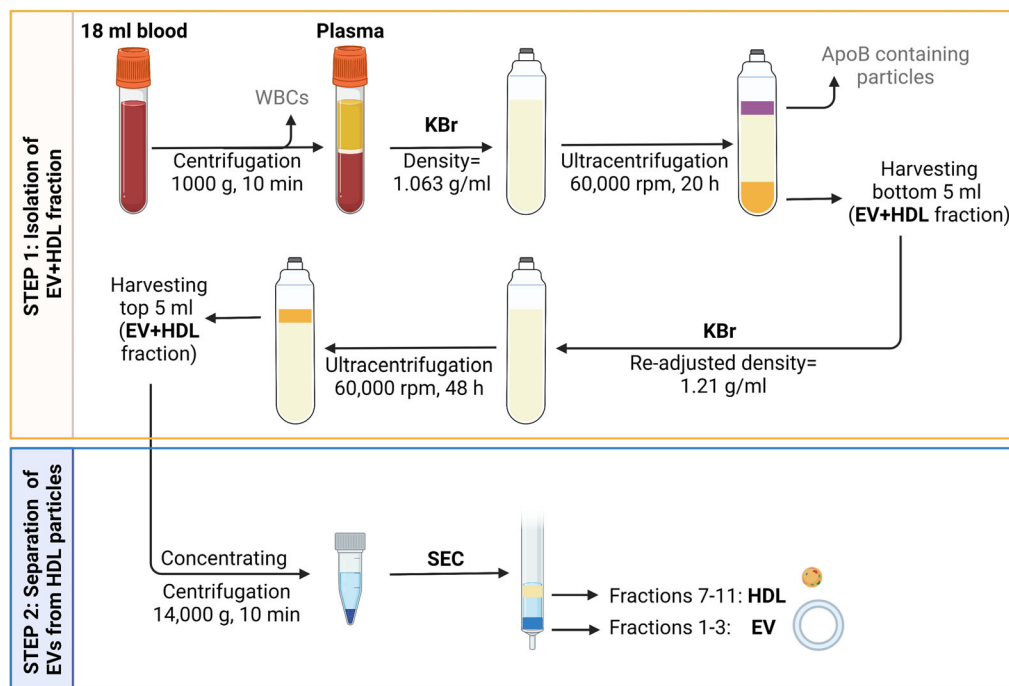 18 ml blood
Plasma
WBCs
Centrifugation
1000 g, 10 min
KBr
Density=
1.063 g/ml
Ultracentrifugation
60,000 rpm, 20 h
ApoB containing
particles
Harvesting
bottom 5 ml
(EV+HDL fraction)
STEP 1: Isolation of
EV+HDL fraction
Harvesting
top 5 ml
(EV+HDL
fraction)
Ultracentrifugation
60,000 rpm, 48 h
KBr
Re-adjusted density=
1.21 g/ml
STEP 2: Separation of
EVs from HDL particles
Concentrating
Centrifugation
14,000 g, 10 min
SEC
Fractions 7-11: HDL
Fractions 1-3: EV